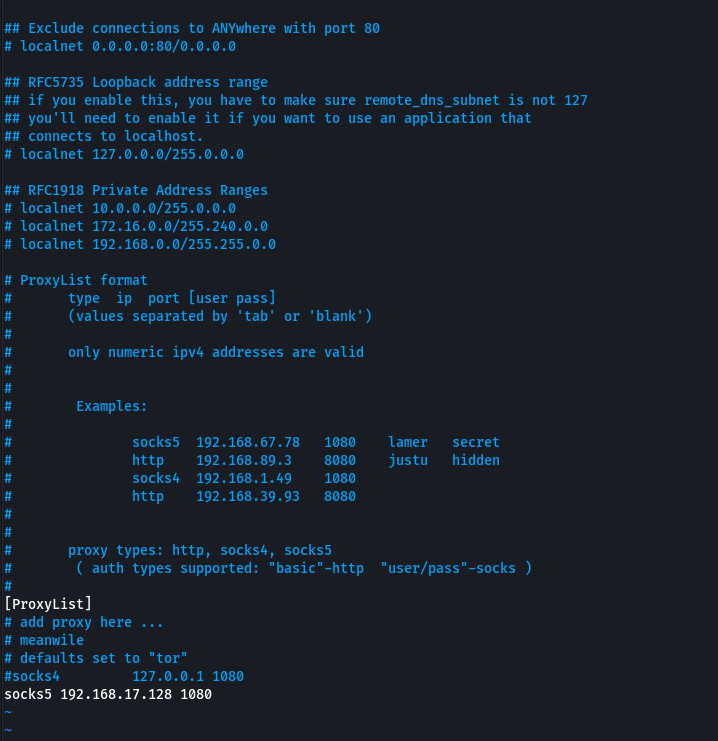 ## Exclude connections to ANYwhere with port 80
# localnet 0.0.0.0:80/0.0.0.0
## RFC5735 Loopback address range
## if you enable this, you have to make sure remote_dns_subnet is not 127
## you'll need to enable it if you want to use an application that
## connects to localhost.
# localnet 127.0.0.0/255.0.0.0
## RFC1918 Private Address Ranges
# localnet 10.0.0.0/255.0.0.0
# localnet 172.16.0.0/255.240.0.0
# localnet 192.168.0.0/255.255.0.0
# ProxyList format
#       type  ip  port [user pass]
#       (values separated by 'tab' or 'blank')
#
#       only numeric ipv4 addresses are valid
#
#
#        Examples:
#
#               socks5  192.168.67.78   1080    lamer   secret
#               http    192.168.89.3    8080    justu   hidden
#               socks4  192.168.1.49    1080
#               http    192.168.39.93   8080
#
#
#       proxy types: http, socks4, socks5
#        ( auth types supported: "basic"-http  "user/pass"-socks )
#
[ProxyList]
# add proxy here ...
# meanwile
# defaults set to "tor"
#socks4         127.0.0.1 1080
socks5 192.168.17.128 1080
~
~